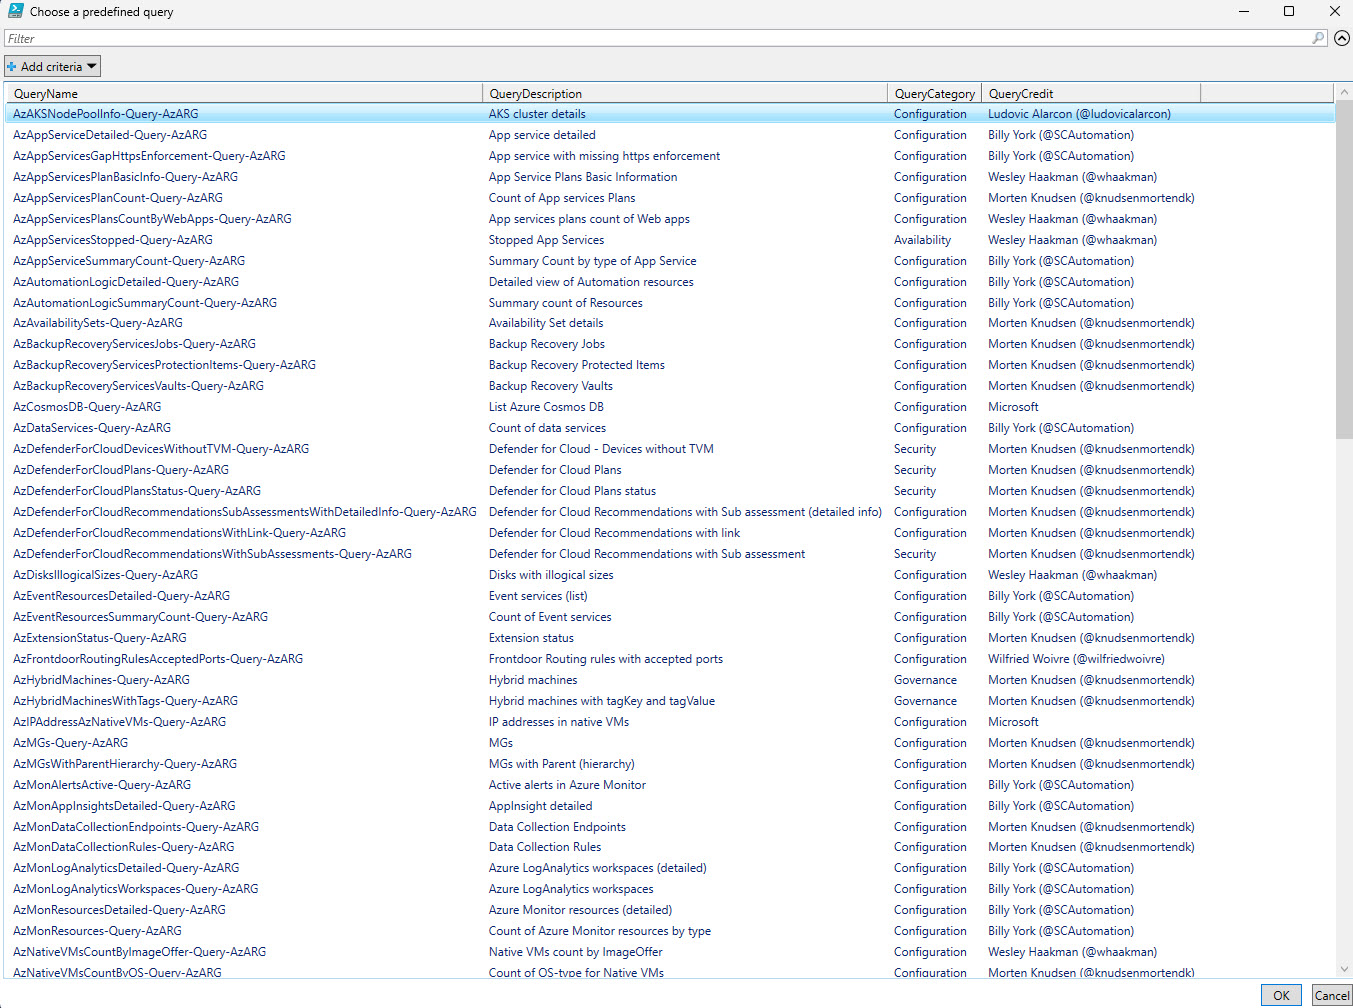 Choose a predefined query
Filter
Add criteria
QueryName QueryDescription QueryCategory QueryCredit
AzAKSNodePoolInfo-Query-AzARG AKS cluster details Configuration Ludovic Alarcon (@ludovicalarcon)
AzAppServiceDetailed-Query-AzARG App service detailed Configuration Billy York (@SCAutomation)
AzAppServicesGapHttpsEnforcement-Query-AzARG App service with missing https enforcement Configuration Billy York (@SCAutomation)
AzAppServicesPlanBasicInfo-Query-AzARG App Service Plans Basic Information Configuration Wesley Haakman (@whaakman)
AzAppServicesPlanCount-Query-AzARG Count of App services Plans Configuration Morten Knudsen (@knudsenmortendk)
AzAppServicesPlansCountByWebApps-Query-AzARG App services plans count of Web apps Configuration Wesley Haakman (@whaakman)
AzAppServicesStopped-Query-AzARG Stopped App Services Availability Wesley Haakman (@whaakman)
AzAppServiceSummaryCount-Query-AzARG Summary Count by type of App Service Configuration Billy York (@SCAutomation)
AzAutomationLogicDetailed-Query-AzARG Detailed view of Automation resources Configuration Billy York (@SCAutomation)
AzAutomationLogicSummaryCount-Query-AzARG Summary count of Resources Configuration Billy York (@SCAutomation)
AzAvailabilitySets-Query-AzARG Availability Set details Configuration Morten Knudsen (@knudsenmortendk)
AzBackupRecoveryServicesJobs-Query-AzARG Backup Recovery Jobs Configuration Morten Knudsen (@knudsenmortendk)
AzBackupRecoveryServicesProtectionItems-Query-AzARG Backup Recovery Protected Items Configuration Morten Knudsen (@knudsenmortendk)
AzBackupRecoveryServicesVaults-Query-AzARG Backup Recovery Vaults Configuration Morten Knudsen (@knudsenmortendk)
AzCosmosDB-Query-AzARG List Azure Cosmos DB Configuration Microsoft
AzDataServices-Query-AzARG Count of data services Configuration Billy York (@SCAutomation)
AzDefenderForCloudDevicesWithoutTVM-Query-AzARG Defender for Cloud - Devices without TVM Security Morten Knudsen (@knudsenmortendk)
AzDefenderForCloudPlans-Query-AzARG Defender for Cloud Plans Security Morten Knudsen (@knudsenmortendk)
AzDefenderForCloudPlansStatus-Query-AzARG Defender for Cloud Plans status Security Morten Knudsen (@knudsenmortendk)
AzDefenderForCloudRecommendationsSubAssessmentsWithDetailedInfo-Query-AzARG Defender for Cloud Recommendations with Sub assessment (detailed info) Configuration Morten Knudsen (@knudsenmortendk)
AzDefenderForCloudRecommendationsWithLink-Query-AzARG Defender for Cloud Recommendations with link Configuration Morten Knudsen (@knudsenmortendk)
AzDefenderForCloudRecommendationsWithSubAssessments-Query-AzARG Defender for Cloud Recommendations with Sub assessment Security Morten Knudsen (@knudsenmortendk)
AzDisksIllogicalSizes-Query-AzARG Disks with illogical sizes Configuration Wesley Haakman (@whaakman)
AzEventResourcesDetailed-Query-AzARG Event services (list) Configuration Billy York (@SCAutomation)
AzEventResourcesSummaryCount-Query-AzARG Count of Event services Configuration Billy York (@SCAutomation)
AzExtensionStatus-Query-AzARG Extension status Configuration Morten Knudsen (@knudsenmortendk)
AzFrontdoorRoutingRulesAcceptedPorts-Query-AzARG Frontdoor Routing rules with accepted ports Configuration Wilfried Woivre (@wilfriedwoivre)
AzHybridMachines-Query-AzARG Hybrid machines Governance Morten Knudsen (@knudsenmortendk)
AzHybridMachinesWithTags-Query-AzARG Hybrid machines with tagKey and tagValue Governance Morten Knudsen (@knudsenmortendk)
AzIPAddressAzNativeVMs-Query-AzARG IP addresses in native VMs Configuration Microsoft
AzMGs-Query-AzARG MGs Configuration Morten Knudsen (@knudsenmortendk)
AzMGsWithParentHierarchy-Query-AzARG MGs with Parent (hierarchy) Configuration Morten Knudsen (@knudsenmortendk)
AzMonAlertsActive-Query-AzARG Active alerts in Azure Monitor Configuration Billy York (@SCAutomation)
AzMonAppInsightsDetailed-Query-AzARG AppInsight detailed Configuration Billy York (@SCAutomation)
AzMonDataCollectionEndpoints-Query-AzARG Data Collection Endpoints Configuration Morten Knudsen (@knudsenmortendk)
AzMonDataCollectionRules-Query-AzARG Data Collection Rules Configuration Morten Knudsen (@knudsenmortendk)
AzMonLogAnalyticsDetailed-Query-AzARG Azure LogAnalytics workspaces (detailed) Configuration Billy York (@SCAutomation)
AzMonLogAnalyticsWorkspaces-Query-AzARG Azure LogAnalytics workspaces Configuration Billy York (@SCAutomation)
AzMonResourcesDetailed-Query-AzARG Azure Monitor resources (detailed) Configuration Billy York (@SCAutomation)
AzMonResources-Query-AzARG Count of Azure Monitor resources by type Configuration Billy York (@SCAutomation)
AzNativeVMsCountByImageOffer-Query-AzARG Native VMs count by ImageOffer Configuration Wesley Haakman (@whaakman)
AzNativeVMsCountByOS-Query-AzARG Count of OS-type for Native VMs Configuration Morten Knudsen (@knudsenmortendk)
OK Cancel